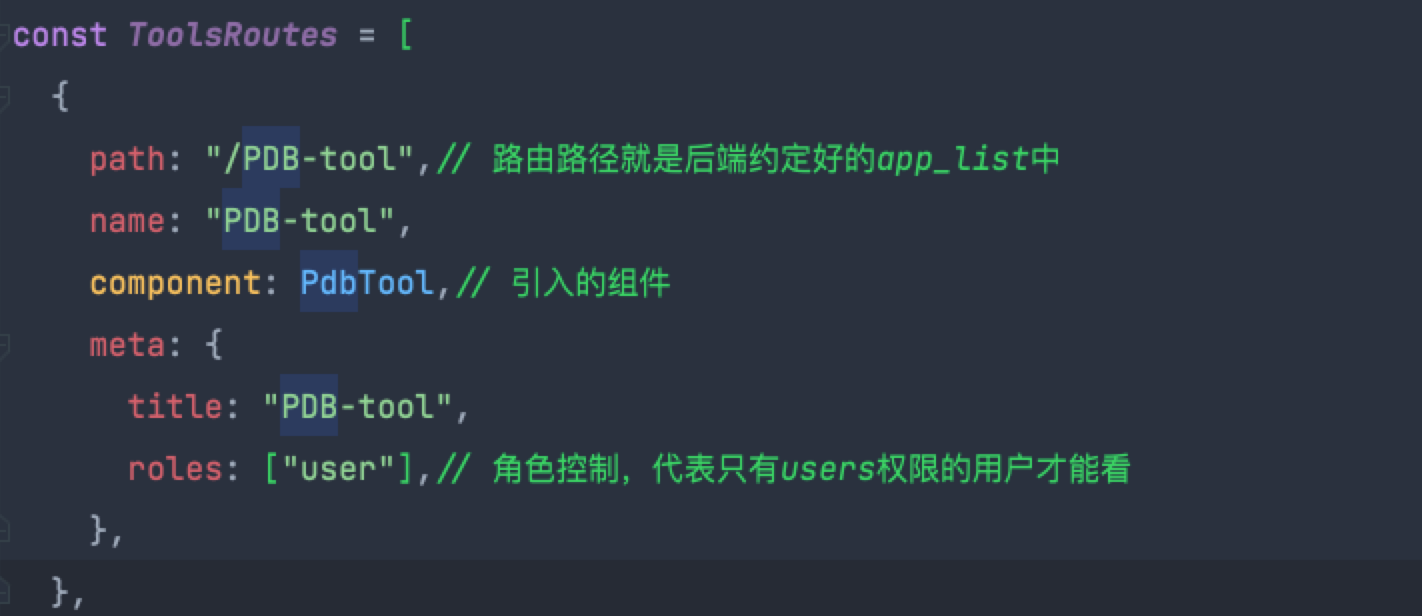 const ToolsRoutes = [
{
path: "/PDB-tool",// 路由路径就是后端约定好的app_list中
name: "PDB-tool",
component: PdbTool,// 引入的组件
meta: {
title: "PDB-tool",
roles: ["user"],// 角色控制，代表只有users权限的用户才能看
},
},